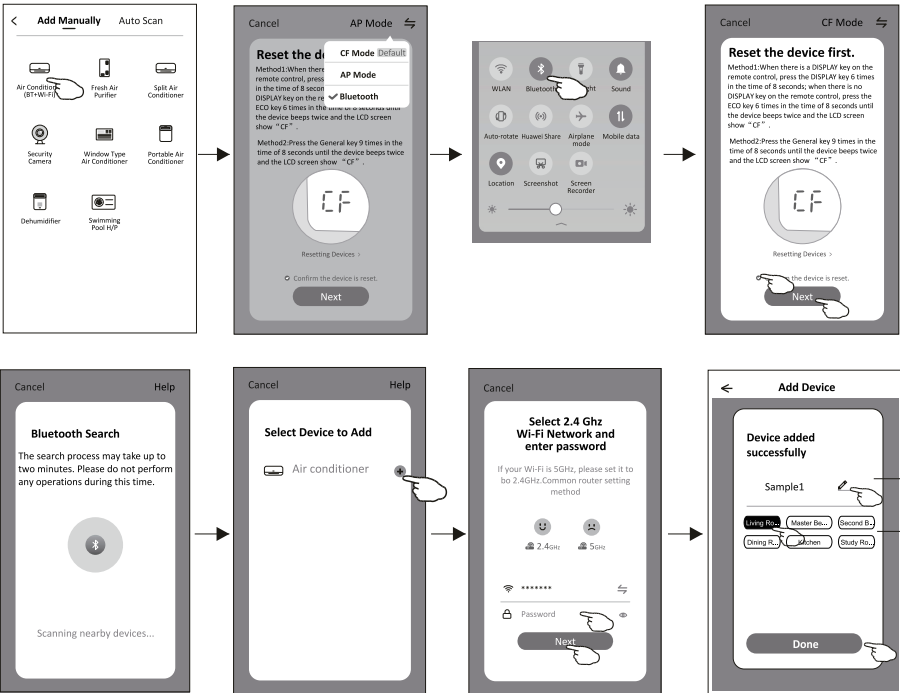 Add Manually
Auto Scan
Air Condition
(BT+Wi-Fi)
Fresh Air
Purifier
Split Air
Conditioner
Security
Camera
Window Type
Air Conditioner
Portable Air
Conditioner
Dehumidifier
Swimming
Pool H/P
Cancel
AP Mode
CF Mode Default
AP Mode
Bluetooth
Reset the de
Method1:When there
remote control, press
in the time of 8 secon
DISPLAY key on the re
ECO key 6 times in the time of 8 seconds until
the device beeps twice and the LCD screen
show “CF”.
Method2:Press the General key 9 times in the
time of 8 seconds until the device beeps twice
and the LCD screen show “CF”.
CF
Resetting Devices >
Confirm the device is reset.
Next
WLAN
Bluetooth
ht
Sound
Auto-rotate
Huawei Share
Airplane
mode
Mobile data
Location
Screenshot
Screen
Recorder
Cancel
CF Mode
Reset the device first.
Method1:When there is a DISPLAY key on the
remote control, press the DISPLAY key 6 times
in the time of 8 seconds; when there is no
DISPLAY key on the remote control, press the
ECO key 6 times in the time of 8 seconds until
the device beeps twice and the LCD screen
show “CF”.
Method2:Press the General key 9 times in the
time of 8 seconds until the device beeps twice
and the LCD screen show “CF”.
CF
Resetting Devices >
the device is reset.
Next
Cancel
Help
Bluetooth Search
The search process may take up to
two minutes. Please do not perform
any operations during this time.
Scanning nearby devices...
Cancel
Help
Select Device to Add
Air conditioner
Cancel
Select 2.4 Ghz
Wi-Fi Network and
enter password
If your Wi-Fi is 5GHz, please set it to
bo 2.4GHz.Common router setting
method
2.4GHz
5GHz
*******
Password
Next
Add Device
Device added
successfully
Sample1
Living Ro...
Master Be...
Second B...
Dining R...
Kitchen
Study Ro...
Done